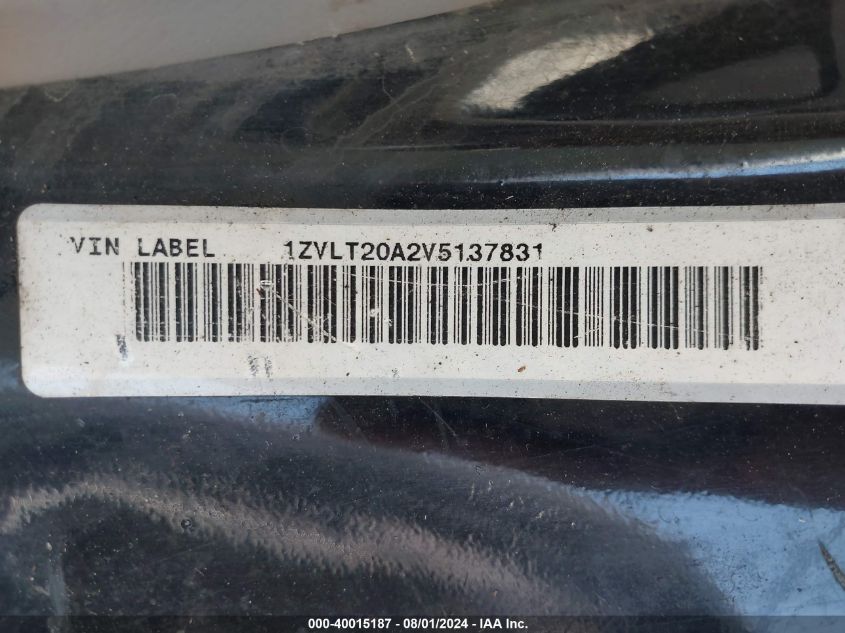 VIN LABEL 1ZVLT20A2V5137831
000-40015187 - 08/01/2024 - IAA Inc.